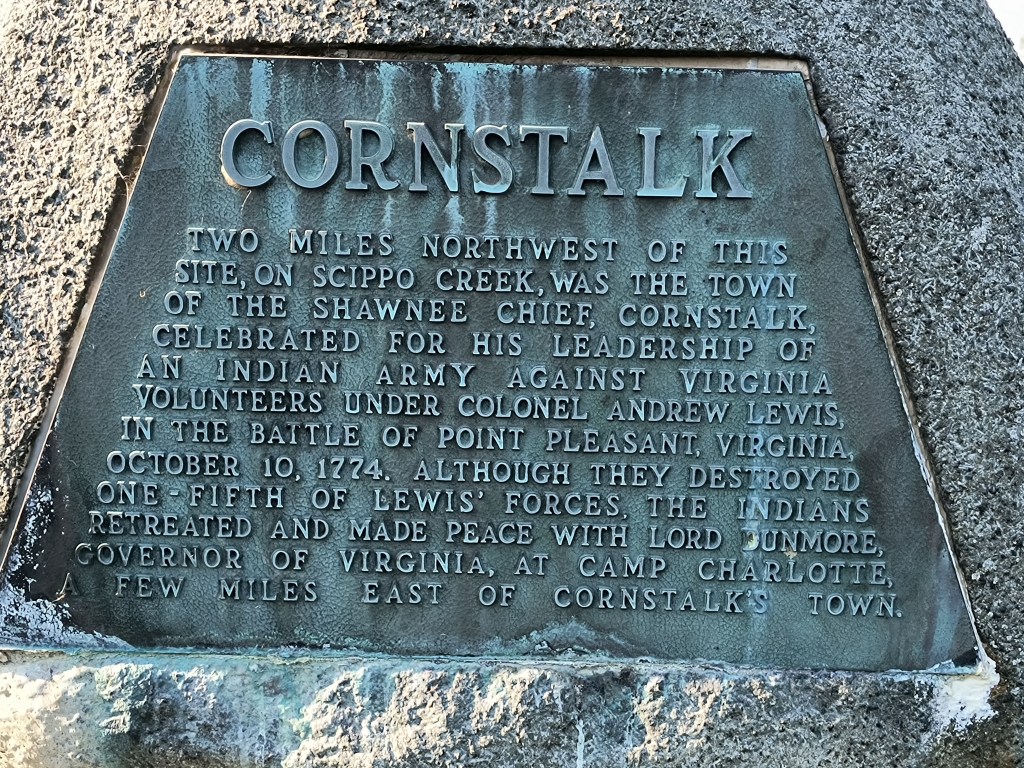 CORNSTALK
TWO MILES NORTHWEST OF THIS
SITE, ON SCIPPO CREEK, WAS THE TOWN
OF THE SHAWNEE CHIEF, CORNSTALK,
CELEBRATED FOR HIS LEADERSHIP OF
AN INDIAN ARMY AGAINST VIRGINIA
VOLUNTEERS UNDER COLONEL ANDREW LEWIS,
IN THE BATTLE OF POINT PLEASANT, VIRGINIA,
OCTOBER 10, 1774. ALTHOUGH THEY DESTROYED
ONE-FIFTH OF LEWIS' FORCES, THE INDIANS
RETREATED AND MADE PEACE WITH LORD DUNMORE,
GOVERNOR OF VIRGINIA, AT CAMP CHARLOTTE,
A FEW MILES EAST OF CORNSTALK'S TOWN.